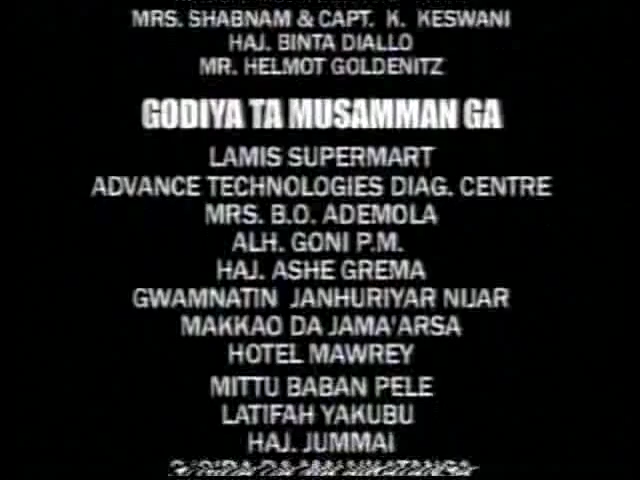 MRS. SHABNAM & CAPT. K. KESWANI
HAJ. BINTA DIALLO
MR. HELMOT GOLDENITZ
GODIYA TA MUSAMMAN GA
LAMIS SUPERMART
ADVANCE TECHNOLOGIES DIAG. CENTRE
MRS. B.O. ADEMOLA
ALH. GONI P.M.
HAJ. ASHE GREMA
GWAMNATIN JANHURIYAR NIJAR
MAKKAO DA JAMA'ARSA
HOTEL MAWREY
MITTU BABAN PELE
LATIFAH YAKUBU
HAJ. JUMMAI